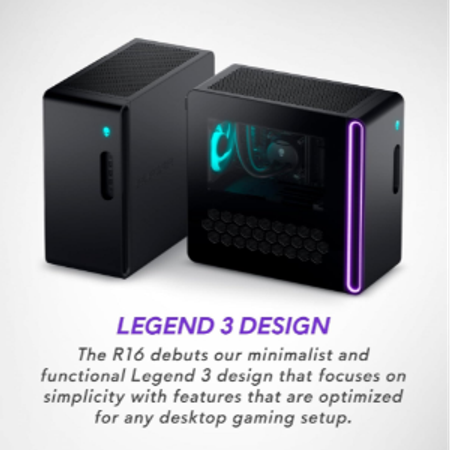 LEGEND 3 DESIGN
The R16 debuts our minimalist and
functional Legend 3 design that focuses on
simplicity with features that are optimized
for any desktop gaming setup.